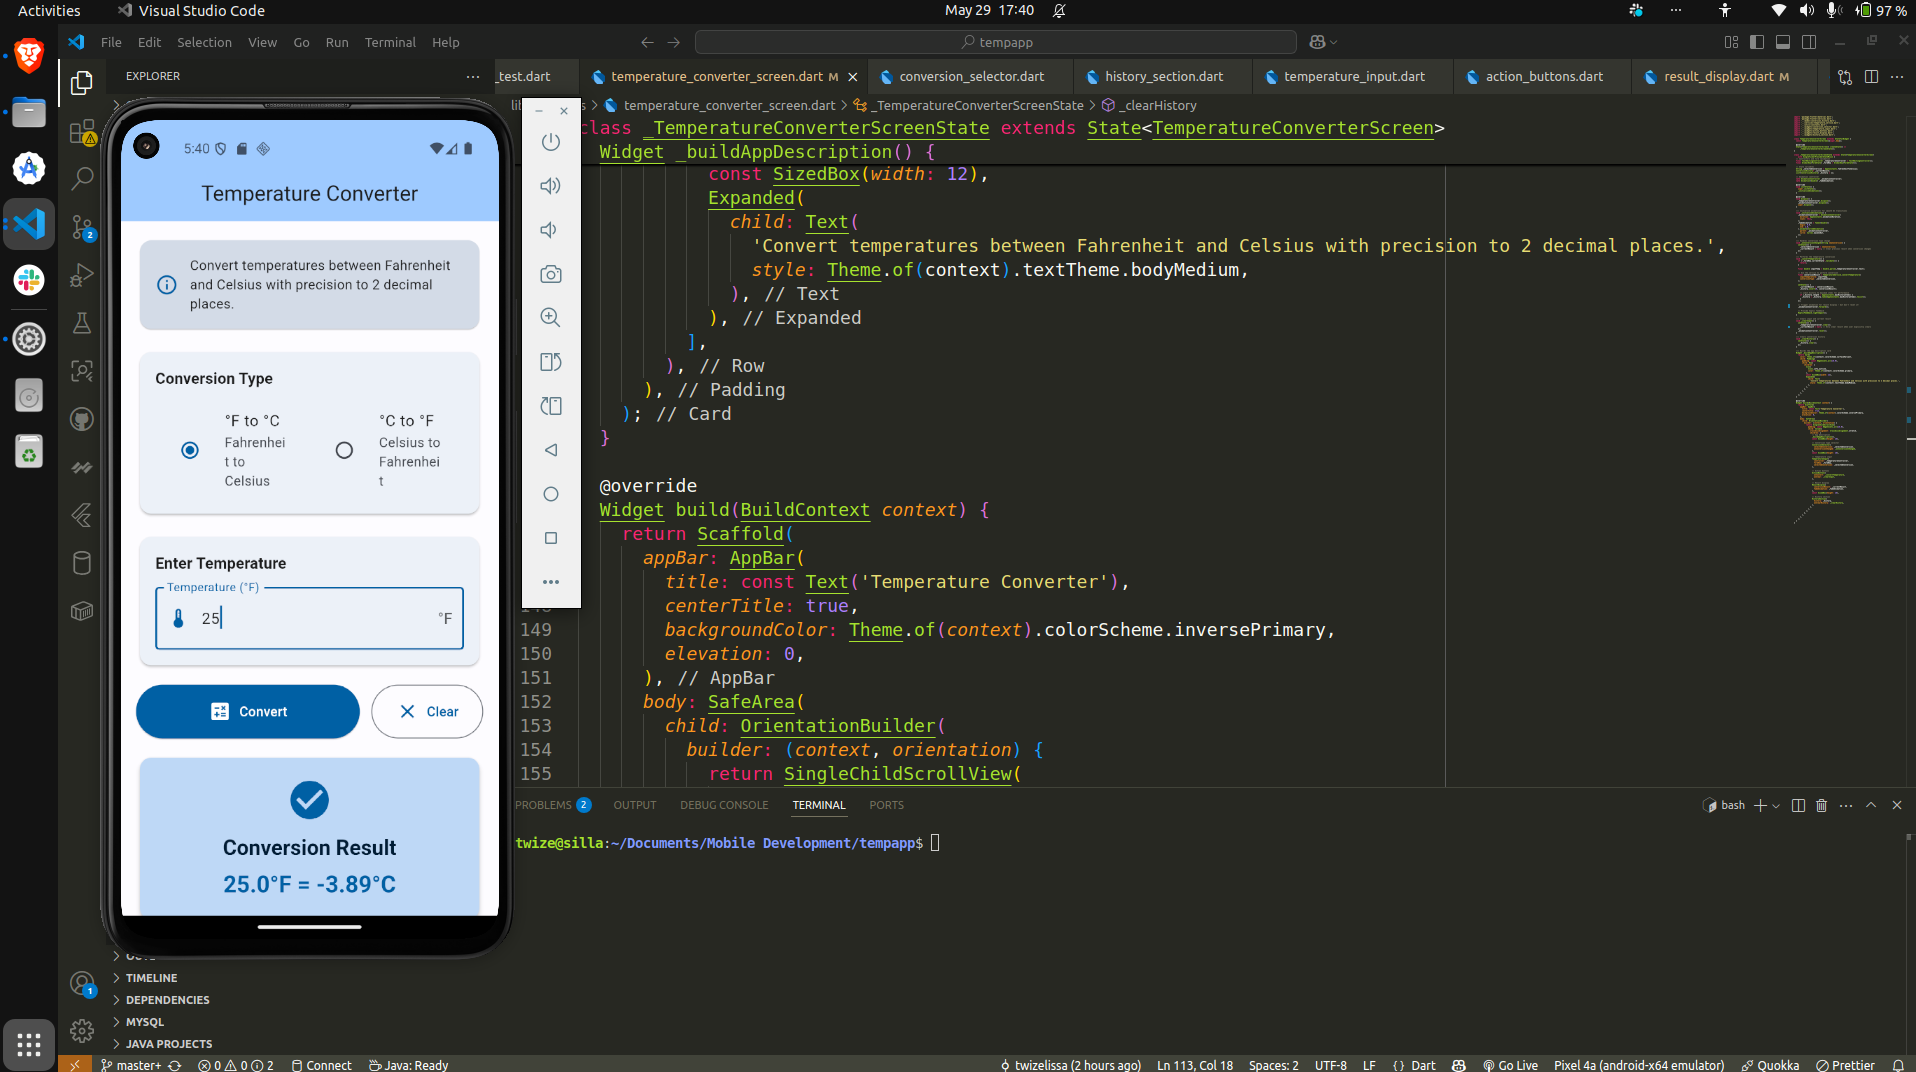 Activities
Visual Studio Code
May 29 17:40
97 %
File Edit Selection View Go Run Terminal Help
tempapp
EXPLORER
_test.dart
temperature_converter_screen.dart M
conversion_selector.dart
history_section.dart
temperature_input.dart
action_buttons.dart
result_display.dart M
temperature_converter_screen.dart > _TemperatureConverterScreenState > _clearHistory
class _TemperatureConverterScreenState extends State<TemperatureConverterScreen>
Widget _buildAppDescription() {
const SizedBox(width: 12),
Expanded(
child: Text(
'Convert temperatures between Fahrenheit and Celsius with precision to 2 decimal places.',
style: Theme.of(context).textTheme.bodyMedium,
), // Text
), // Expanded
],
), // Row
), // Padding
); // Card
}
@override
Widget build(BuildContext context) {
return Scaffold(
appBar: AppBar(
title: const Text('Temperature Converter'),
centerTitle: true,
149 backgroundColor: Theme.of(context).colorScheme.inversePrimary,
150 elevation: 0,
151 ), // AppBar
152 body: SafeArea(
153 child: OrientationBuilder(
154 builder: (context, orientation) {
155 return SingleChildScrollView(
5:40
Temperature Converter
Convert temperatures between Fahrenheit
and Celsius with precision to 2 decimal
places.
Conversion Type
°F to °C
Fahrenhei
t to
Celsius
°C to °F
Celsius to
Fahrenhei
t
Enter Temperature
Temperature (°F)
25
°F
Convert
Clear
Conversion Result
25.0°F = -3.89°C
PROBLEMS 2 OUTPUT DEBUG CONSOLE TERMINAL PORTS
bash
twize@silla:~/Documents/Mobile Development/tempapp$
2
1
TIMELINE
DEPENDENCIES
MYSQL
JAVA PROJECTS
master+ 0 0 2 Connect Java: Ready
twizelissa (2 hours ago) Ln 113, Col 18 Spaces: 2 UTF-8 LF { } Dart Go Live Pixel 4a (android-x64 emulator) Quokka Prettier